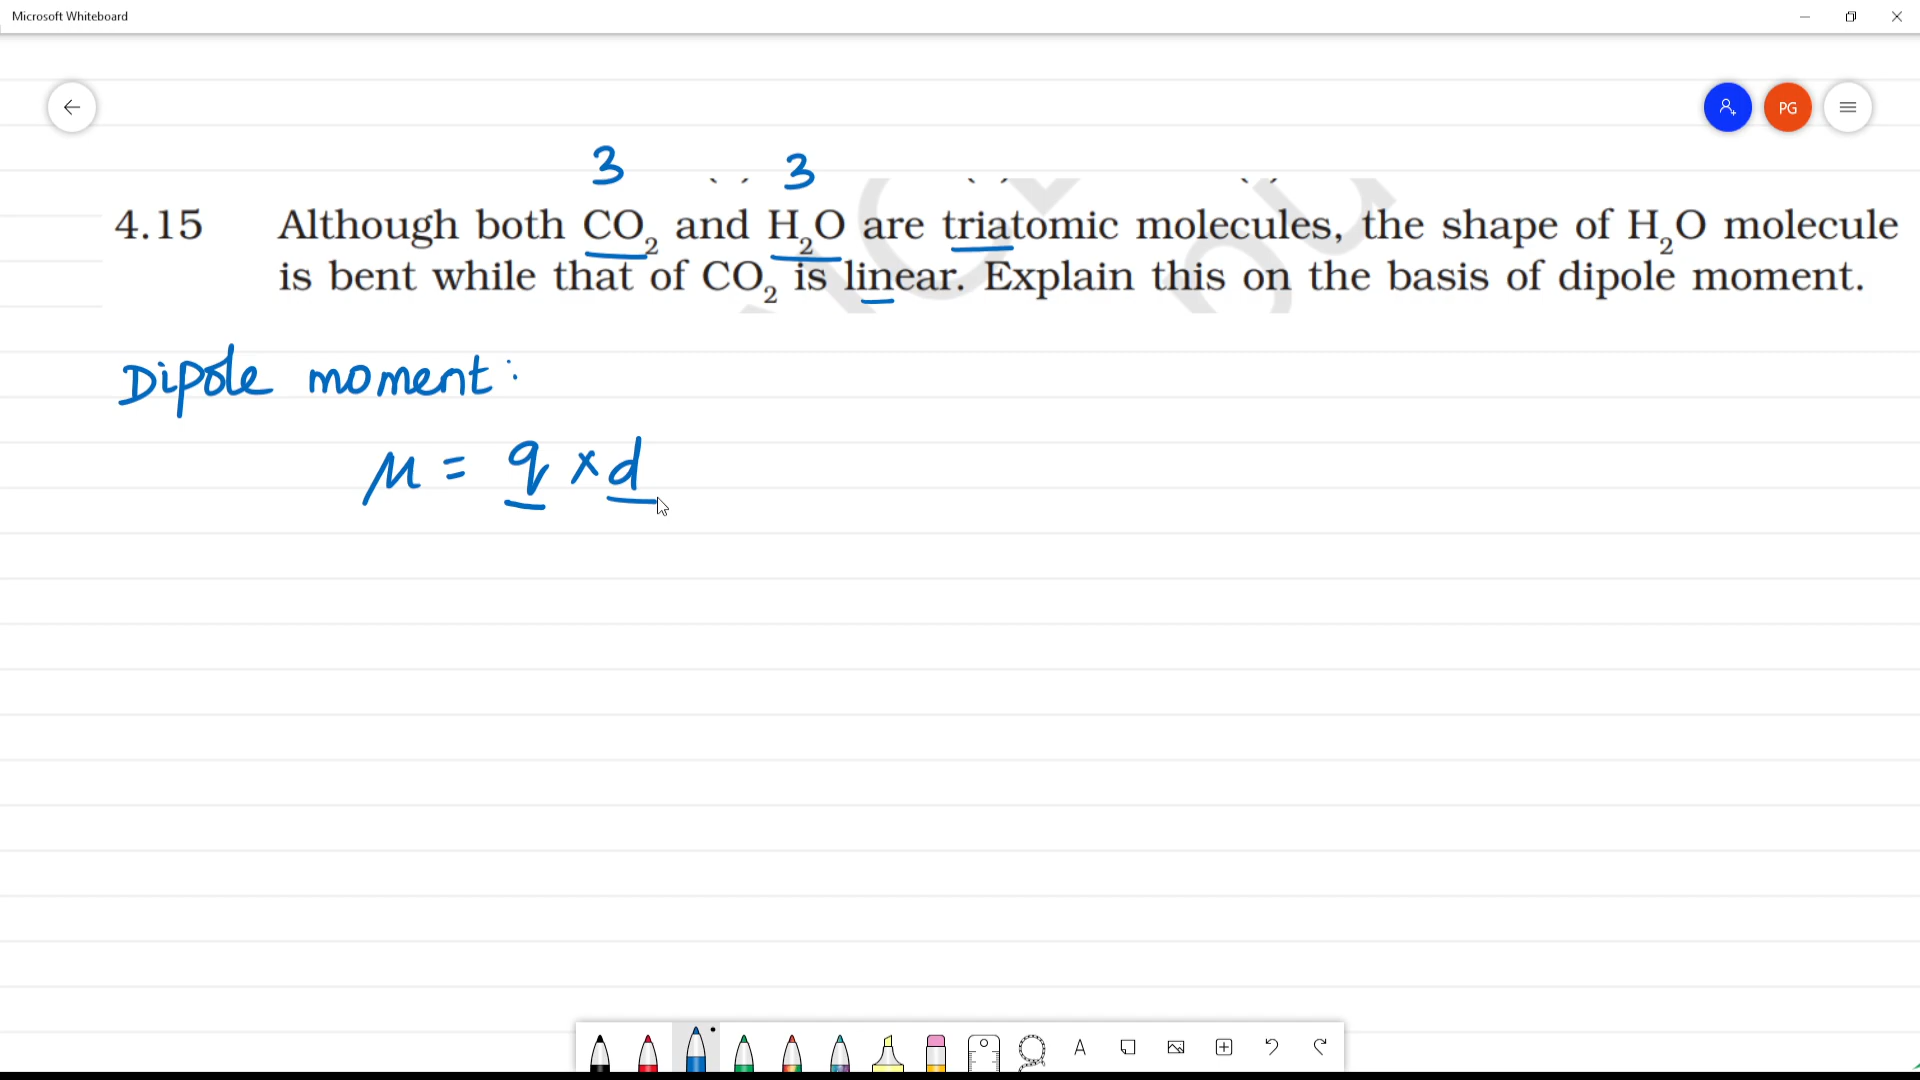 Microsoft Whiteboard
PG
3 3
4.15 Although both CO₂ and H₂O are triatomic molecules, the shape of H₂O molecule
is bent while that of CO₂ is linear. Explain this on the basis of dipole moment.
Dipole moment:
μ = q × d
A